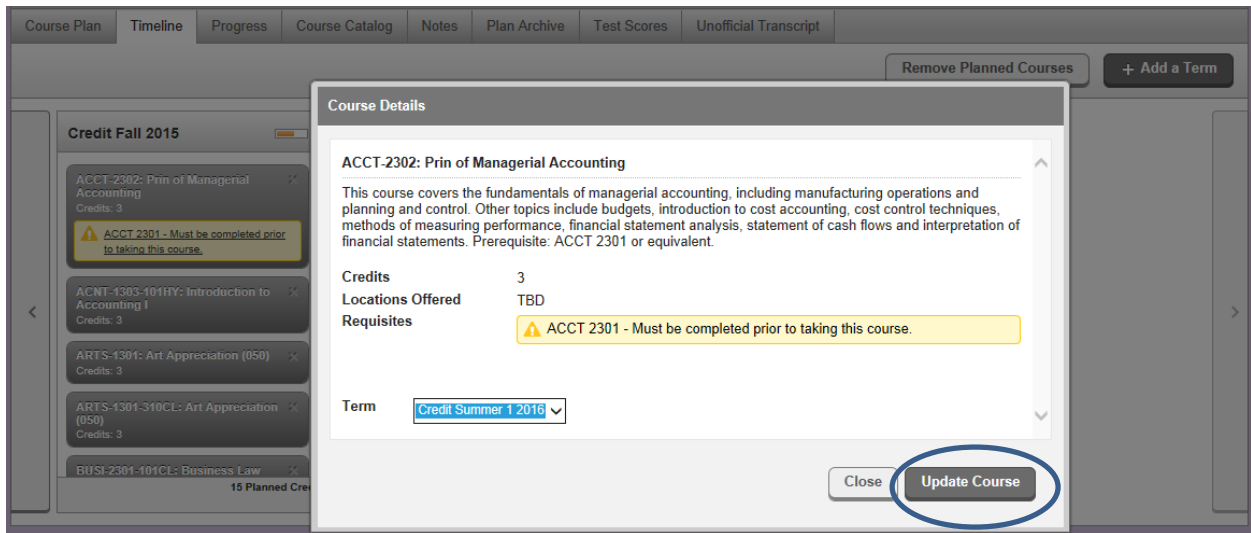 Course Plan
Timeline
Progress
Course Catalog
Notes
Plan Archive
Test Scores
Unofficial Transcript
Remove Planned Courses
+ Add a Term
Credit Fall 2015
ACCT-2302: Prin of Managerial
Accounting
Credits: 3
ACCT 2301 - Must be completed prior
to taking this course.
ACNT-1303-101HY: Introduction to
Accounting I
Credits: 3
ARTS-1301: Art Appreciation (050)
Credits: 3
ARTS-1301-310CL: Art Appreciation
(050)
Credits: 3
BUSI-2301-101CL: Business Law
15 Planned Cre
Course Details
ACCT-2302: Prin of Managerial Accounting
This course covers the fundamentals of managerial accounting, including manufacturing operations and
planning and control. Other topics include budgets, introduction to cost accounting, cost control techniques,
methods of measuring performance, financial statement analysis, statement of cash flows and interpretation of
financial statements. Prerequisite: ACCT 2301 or equivalent.
Credits 3
Locations Offered TBD
Requisites ACCT 2301 - Must be completed prior to taking this course.
Term Credit Summer 1 2016
Close
Update Course